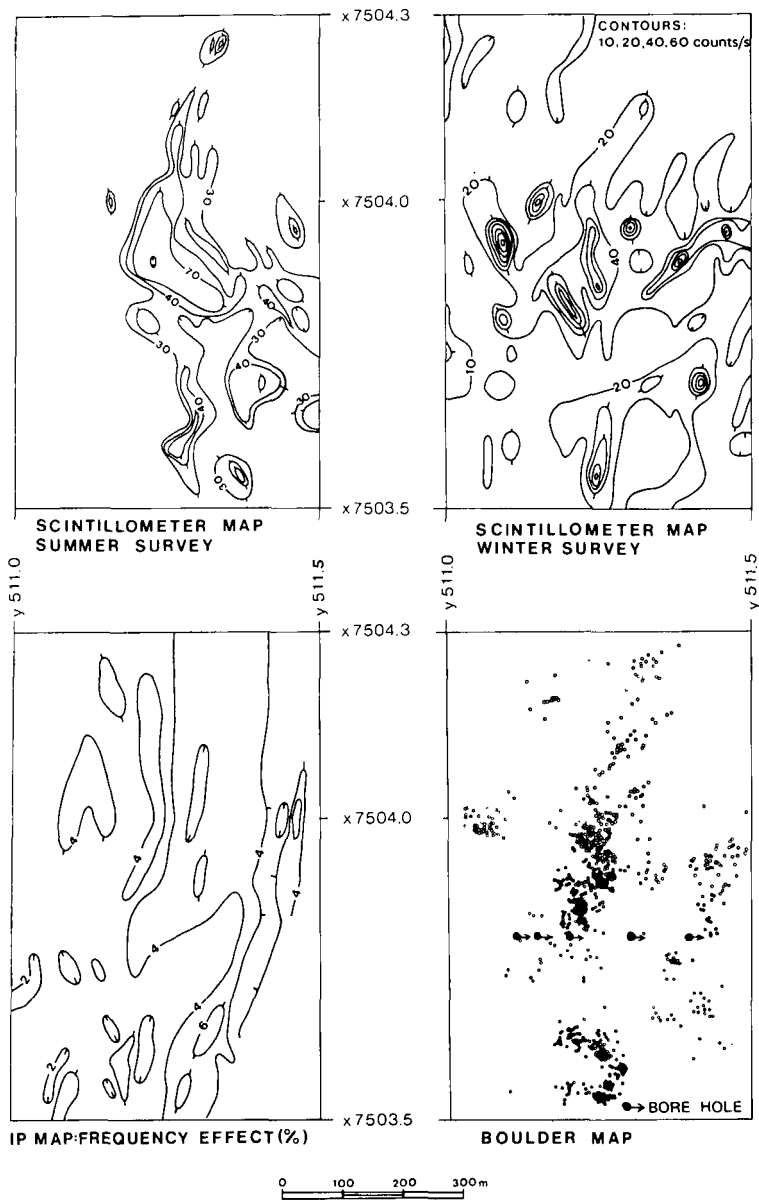 x 7504.3
CONTOURS:
10,20,40,60 counts/s
20
30
x 7504.0
20
40
70
40
40
30
30
40
10
20
40
30
30
x 7503.5
SCINTILLOMETER MAP
SUMMER SURVEY
SCINTILLOMETER MAP
WINTER SURVEY
y 511.0
y 511.5
y 511.0
y 511.5
x 7504.3
4
x 7504.0
4
4
4
4
2
4
6
2
BORE HOLE
x 7503.5
IP MAP:FREQUENCY EFFECT(%)
BOULDER MAP
0 100 200 300m